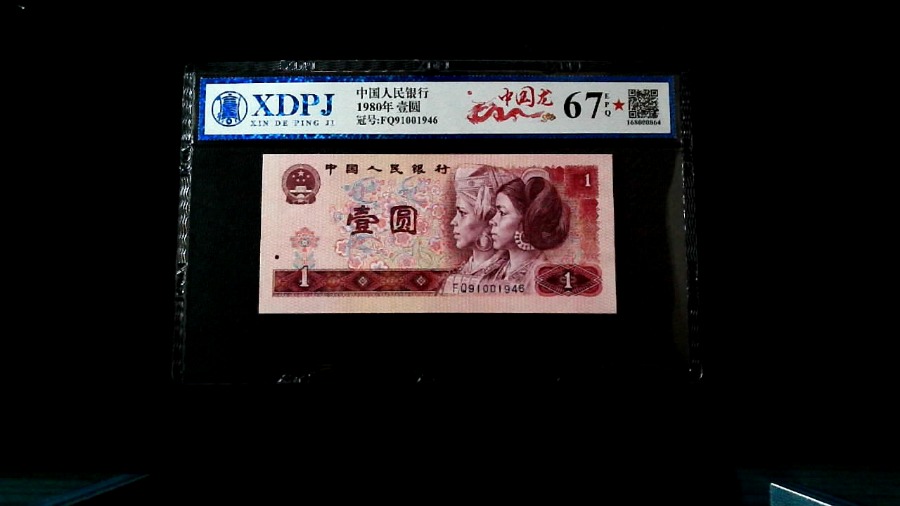 XDPJ
XIN DE PING JI
中国人民银行
1980年 壹圆
冠号:FQ91001946
中国龙
67
EPQ
168000864
中国人民银行
1
壹圆
1
FQ91001946
1